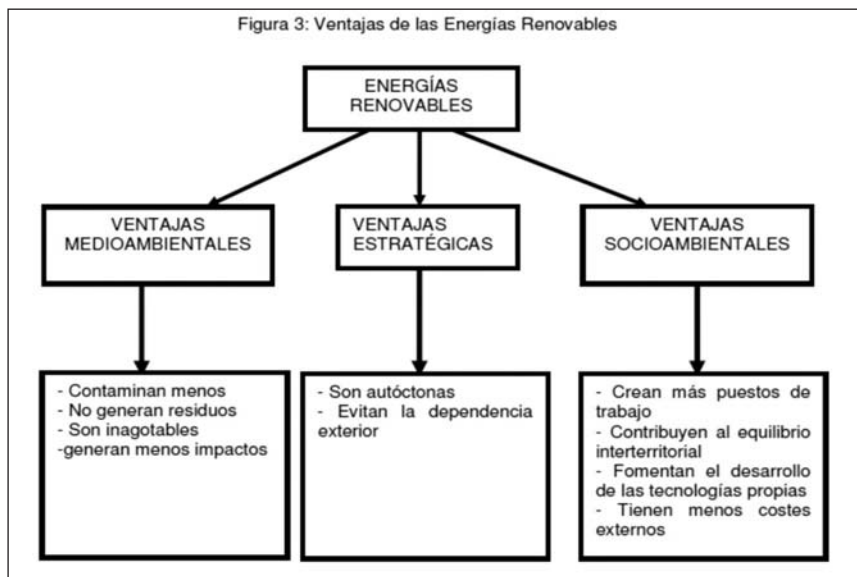 Figura 3: Ventajas de las Energías Renovables
ENERGÍAS
RENOVABLES
VENTAJAS
MEDIOAMBIENTALES
VENTAJAS
ESTRATÉGICAS
VENTAJAS
SOCIOAMBIENTALES
- Contaminan menos
- No generan residuos
- Son inagotables
-generan menos impactos
- Son autóctonas
- Evitan la dependencia
exterior
- Crean más puestos de
trabajo
- Contribuyen al equilibrio
interterritorial
- Fomentan el desarrollo
de las tecnologías propias
- Tienen menos costes
externos